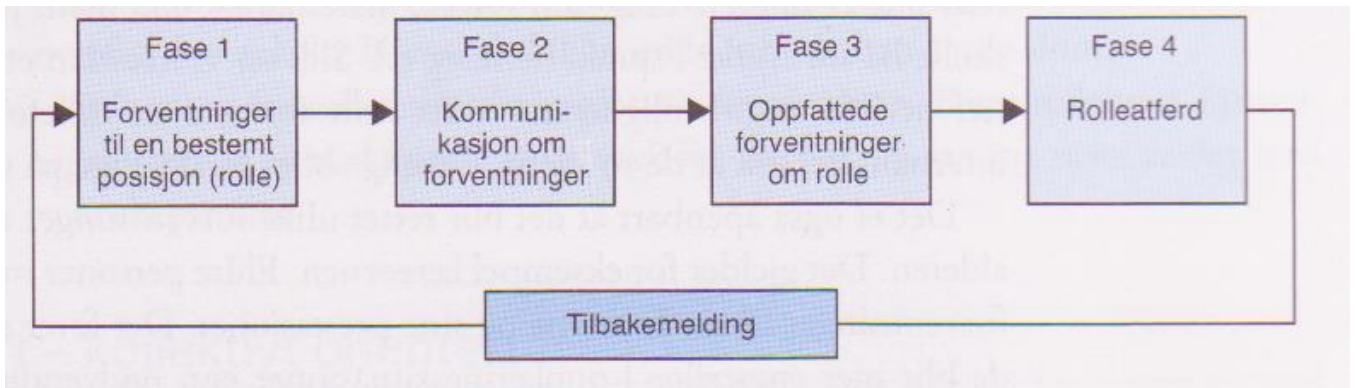 Fase 1
Forventninger
til en bestemt
posisjon (rolle)
Fase 2
Kommuni-
kasjon om
forventninger
Fase 3
Oppfattede
forventninger
om rolle
Fase 4
Rolleatferd
Tilbakemelding